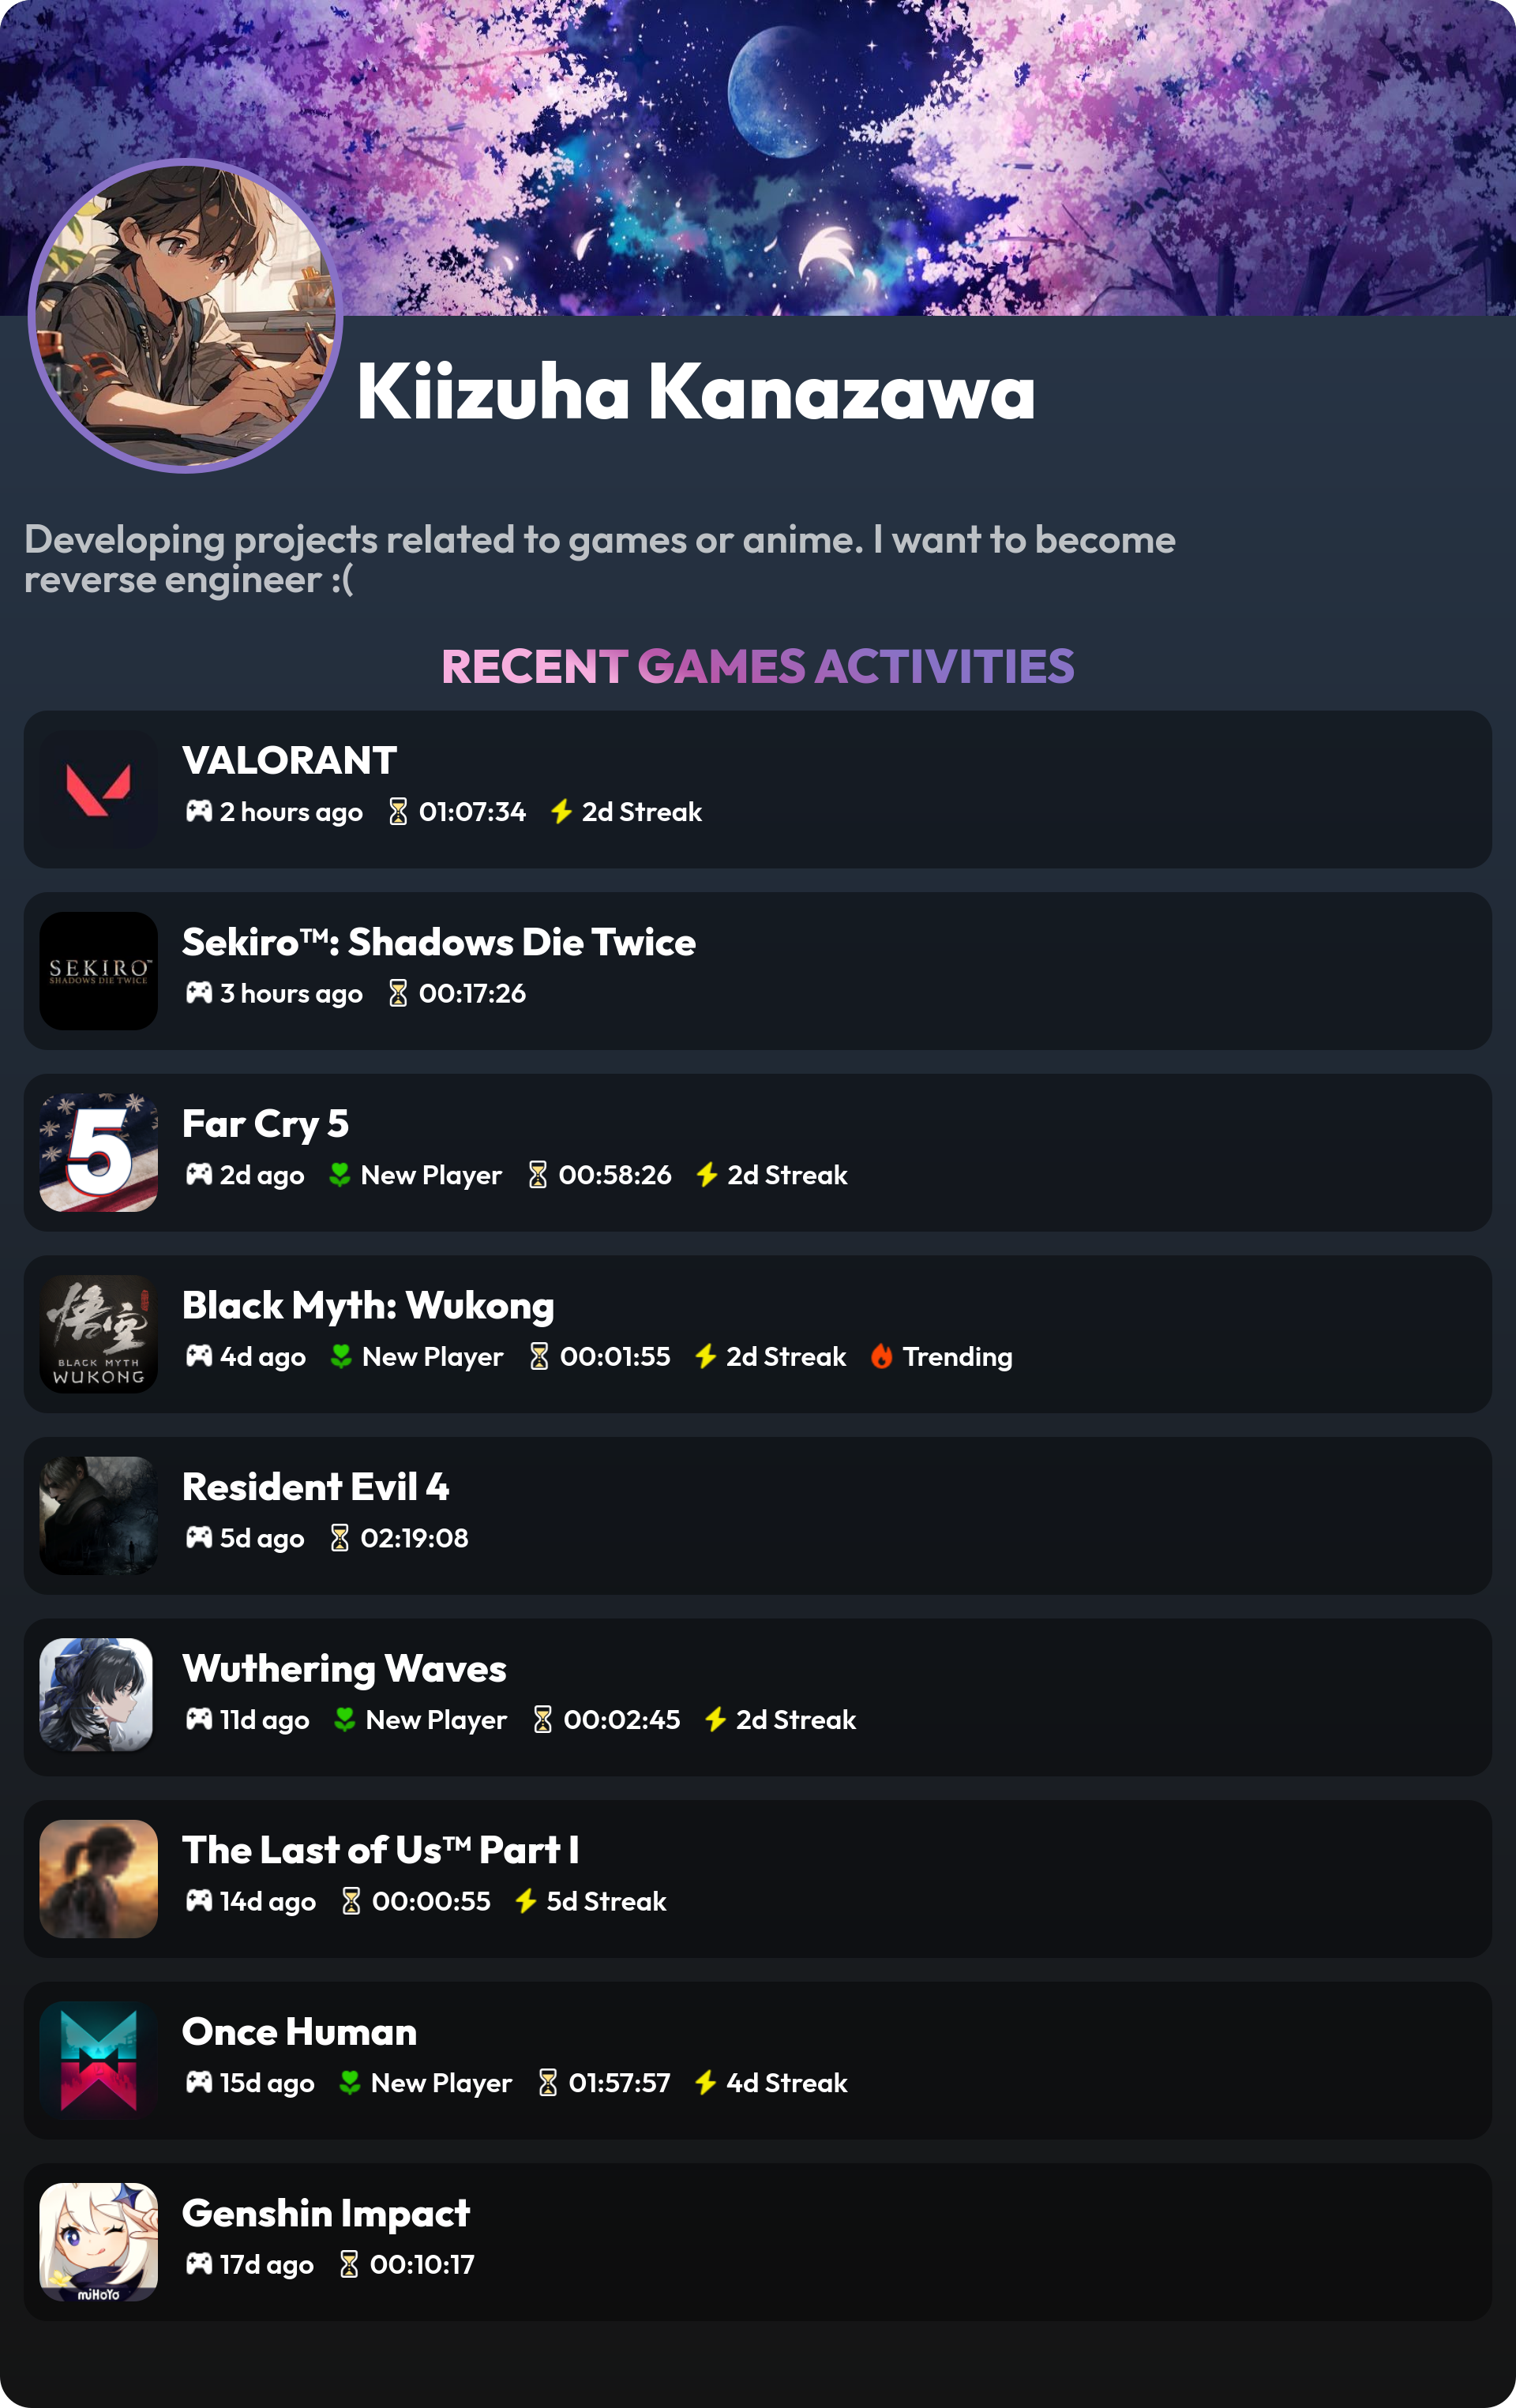 Kiizuha Kanazawa
Developing projects related to games or anime. I want to become
reverse engineer :(
RECENT GAMES ACTIVITIES
VALORANT
2 hours ago 01:07:34 2d Streak
SEKIRO™
SHADOWS DIE TWICE
Sekiro™: Shadows Die Twice
3 hours ago 00:17:26
5
Far Cry 5
2d ago New Player 00:58:26 2d Streak
悟空
BLACK MYTH
WUKONG
Black Myth: Wukong
4d ago New Player 00:01:55 2d Streak Trending
Resident Evil 4
5d ago 02:19:08
Wuthering Waves
11d ago New Player 00:02:45 2d Streak
The Last of Us™ Part I
14d ago 00:00:55 5d Streak
Once Human
15d ago New Player 01:57:57 4d Streak
miHoYo
Genshin Impact
17d ago 00:10:17